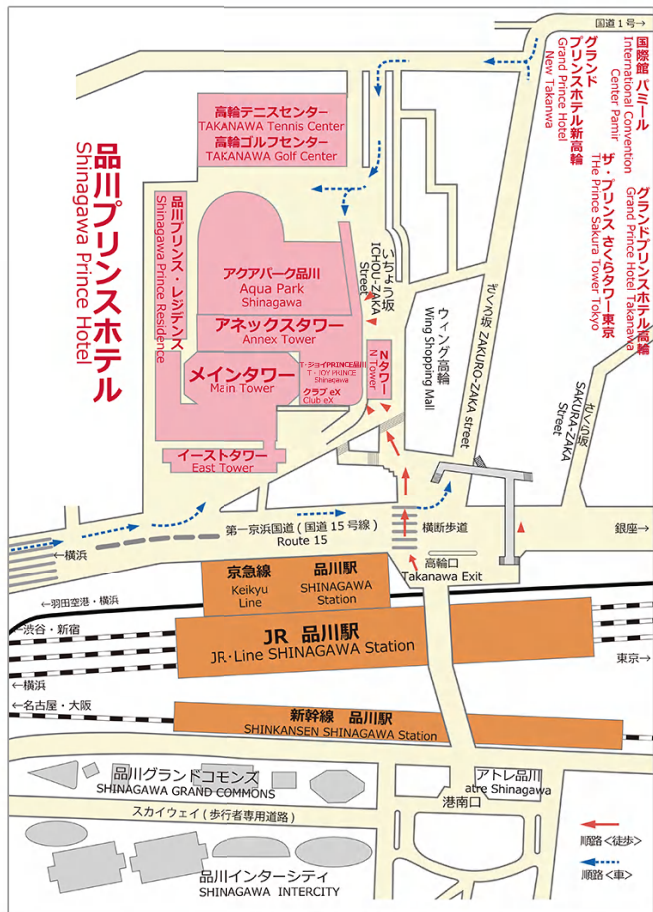 国道1号→
国際館 パミール
International Convention
Center Pamir
グランド
プリンスホテル新高輪
Grand Prince Hotel
New Takanwa
ザ・プリンス さくらタワー東京
THe Prince Sakura Tower Tokyo
グランドプリンスホテル高輪
Grand Prince Hotel Takanawa
高輪テニスセンター
TAKANAWA Tennis Center
高輪ゴルフセンター
TAKANAWA Golf Center
品川プリンスホテル
Shinagawa Prince Hotel
品川プリンス・レジデンス
Shinagawa Prince Residence
アクアパーク品川
Aqua Park
Shinagawa
いちょう坂
ICHOU-ZAKA
Street
アネックスタワー
Annex Tower
メインタワー
Main Tower
T・ジョイPRINCE品川
T・JOY PRINCE
Shinagawa
クラブ eX
Club eX
Nタワー
N Tower
ウィング高輪
Wing Shopping Mall
ざくろ坂 ZAKURO-ZAKA street
さくら坂
SAKURA-ZAKA
Street
イーストタワー
East Tower
第一京浜国道(国道15号線)
Route 15
横断歩道
銀座→
←横浜
高輪口
Takanawa Exit
京急線 品川駅
Keikyu
Line
SHINAGAWA
Station
←羽田空港・横浜
←渋谷・新宿
JR 品川駅
JR・Line SHINAGAWA Station
東京→
←横浜
←名古屋・大阪
新幹線 品川駅
SHINKANSEN SHINAGAWA Station
品川グランドコモンズ
SHINAGAWA GRAND COMMONS
アトレ品川
atre Shinagawa
港南口
スカイウェイ(歩行者専用道路)
品川インターシティ
SHINAGAWA INTERCITY
順路<徒歩>
順路<車>